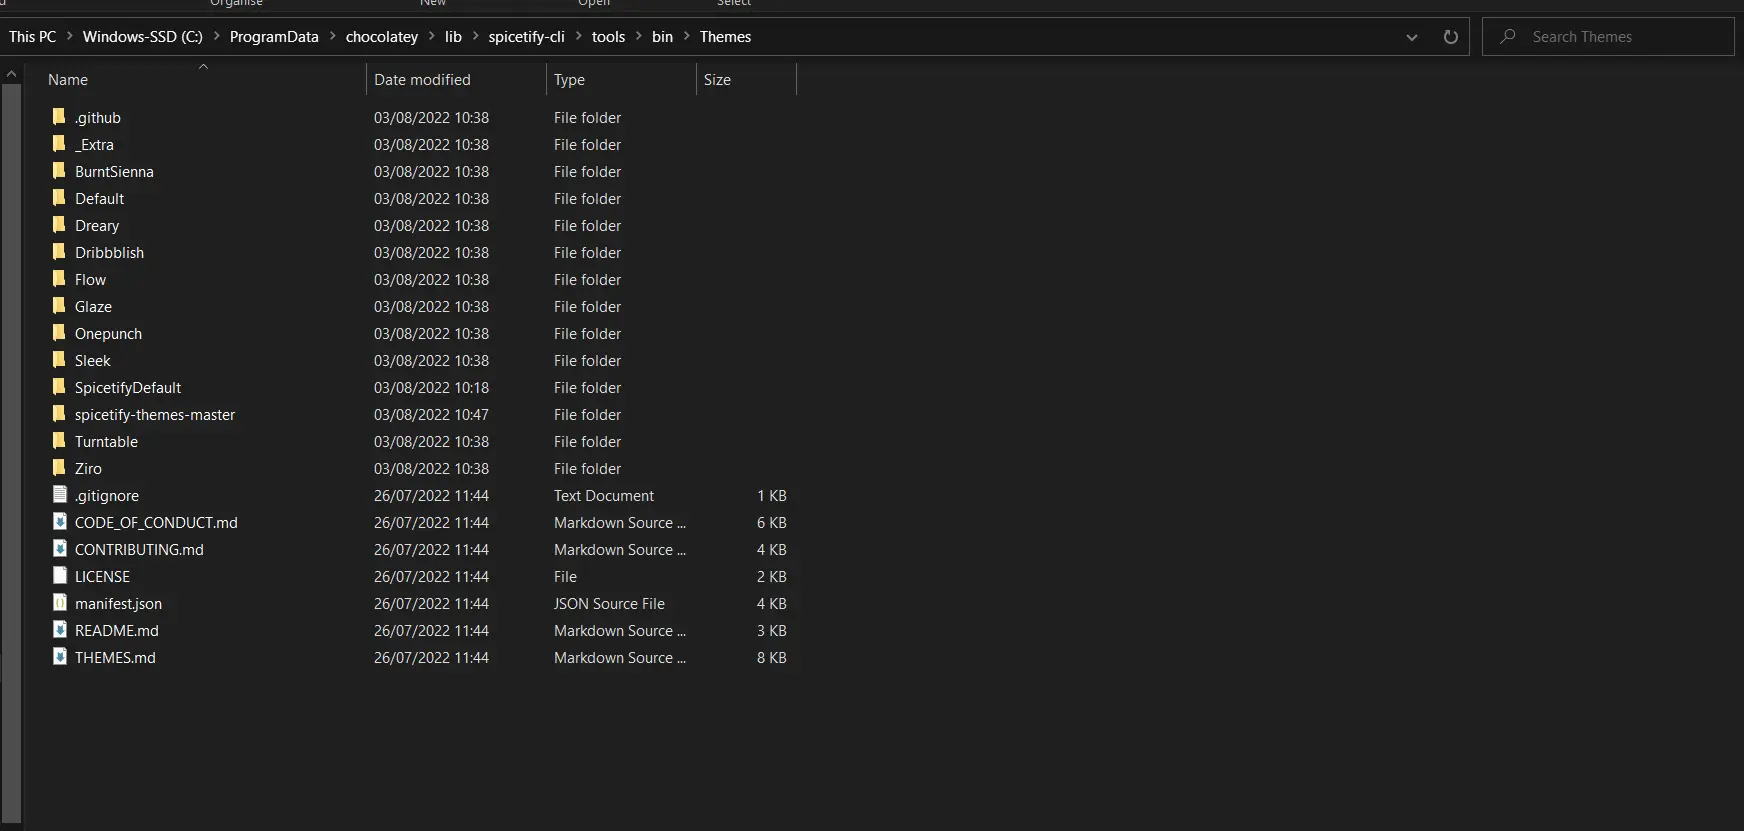 Organise New Open Select
This PC > Windows-SSD (C:) > ProgramData > chocolatey > lib > spicetify-cli > tools > bin > Themes Search Themes
Name Date modified Type Size
.github 03/08/2022 10:38 File folder
_Extra 03/08/2022 10:38 File folder
BurntSienna 03/08/2022 10:38 File folder
Default 03/08/2022 10:38 File folder
Dreary 03/08/2022 10:38 File folder
Dribbblish 03/08/2022 10:38 File folder
Flow 03/08/2022 10:38 File folder
Glaze 03/08/2022 10:38 File folder
Onepunch 03/08/2022 10:38 File folder
Sleek 03/08/2022 10:38 File folder
SpicetifyDefault 03/08/2022 10:18 File folder
spicetify-themes-master 03/08/2022 10:47 File folder
Turntable 03/08/2022 10:38 File folder
Ziro 03/08/2022 10:38 File folder
.gitignore 26/07/2022 11:44 Text Document 1 KB
CODE_OF_CONDUCT.md 26/07/2022 11:44 Markdown Source ... 6 KB
CONTRIBUTING.md 26/07/2022 11:44 Markdown Source ... 4 KB
LICENSE 26/07/2022 11:44 File 2 KB
manifest.json 26/07/2022 11:44 JSON Source File 4 KB
README.md 26/07/2022 11:44 Markdown Source ... 3 KB
THEMES.md 26/07/2022 11:44 Markdown Source ... 8 KB